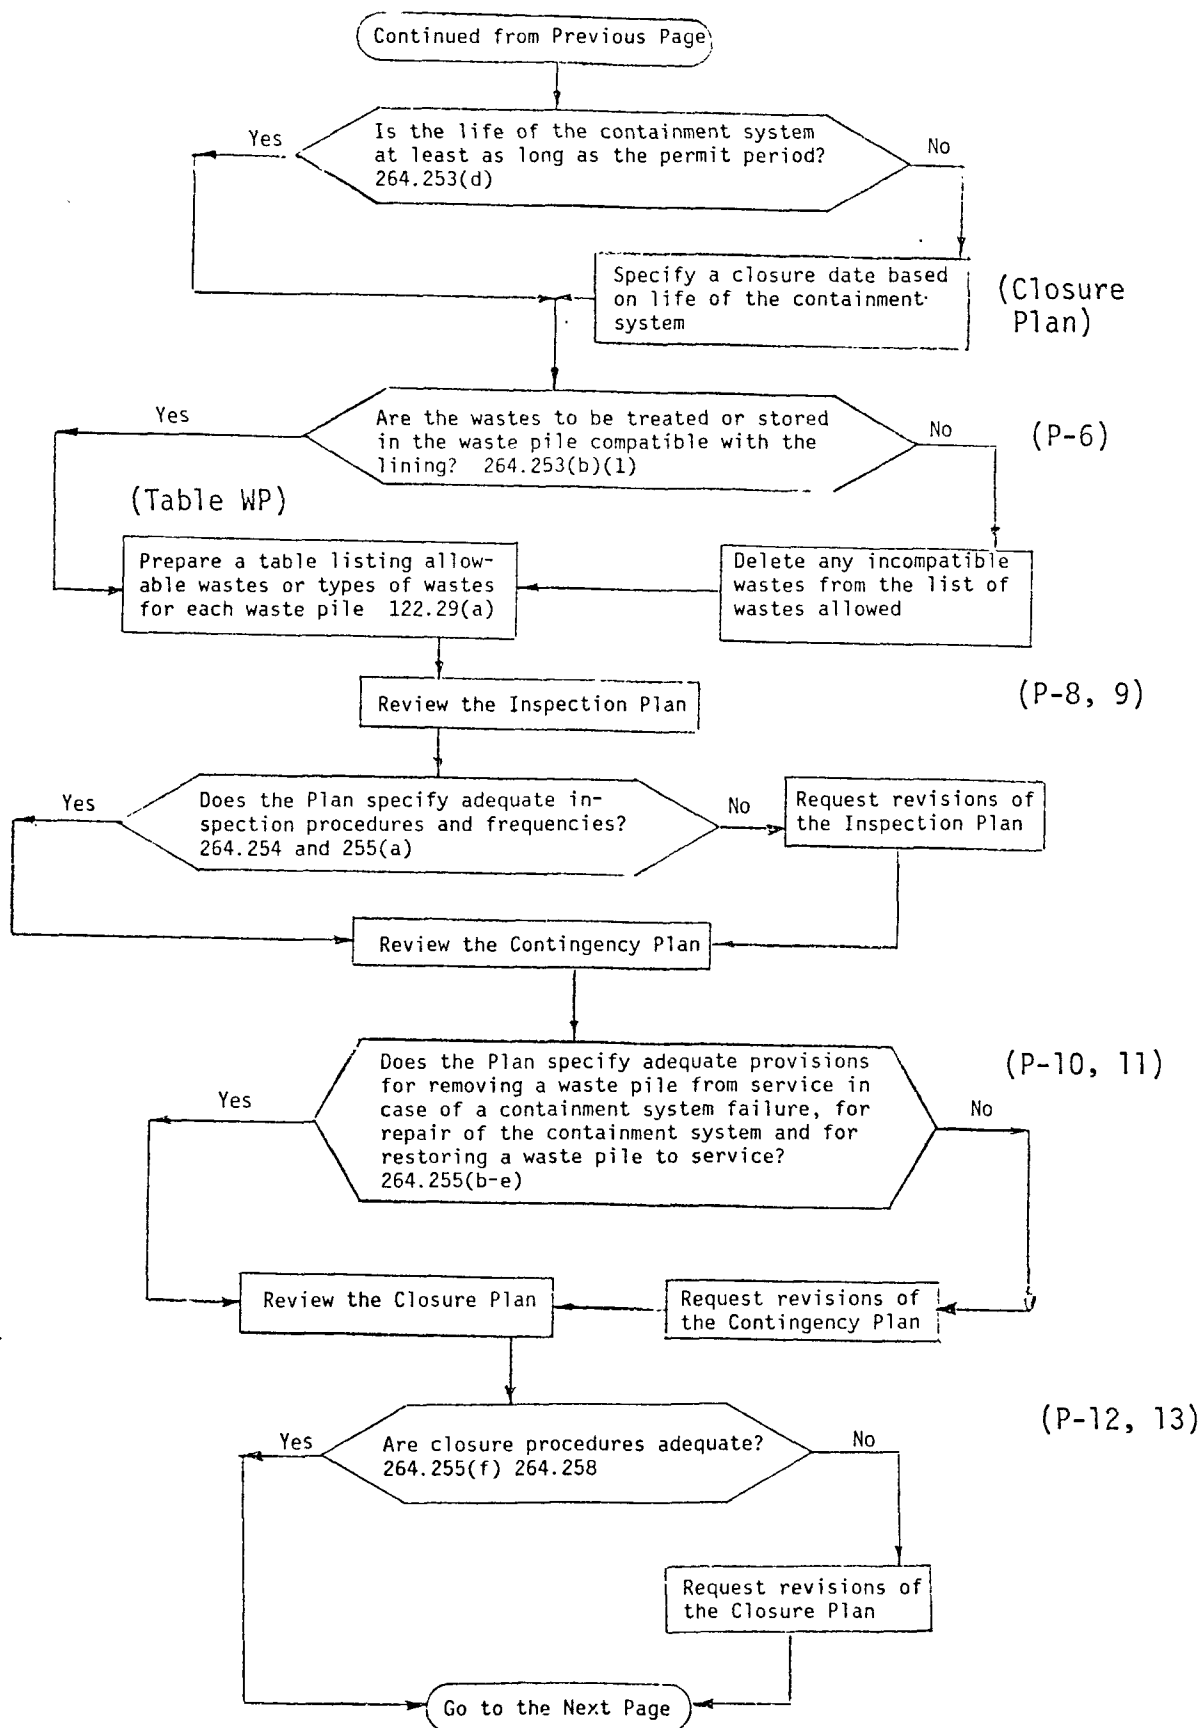 Continued from Previous Page
Yes
Is the life of the containment system
at least as long as the permit period?
264.253(d)
No
Specify a closure date based
on life of the containment
system
(Closure
Plan)
Yes
Are the wastes to be treated or stored
in the waste pile compatible with the
lining? 264.253(b)(1)
No
(P-6)
(Table WP)
Prepare a table listing allow-
able wastes or types of wastes
for each waste pile 122.29(a)
Delete any incompatible
wastes from the list of
wastes allowed
Review the Inspection Plan
(P-8, 9)
Yes
Does the Plan specify adequate in-
spection procedures and frequencies?
264.254 and 255(a)
No
Request revisions of
the Inspection Plan
Review the Contingency Plan
Yes
Does the Plan specify adequate provisions
for removing a waste pile from service in
case of a containment system failure, for
repair of the containment system and for
restoring a waste pile to service?
264.255(b-e)
No
(P-10, 11)
Review the Closure Plan
Request revisions of
the Contingency Plan
Yes
Are closure procedures adequate?
264.255(f) 264.258
No
(P-12, 13)
Request revisions of
the Closure Plan
Go to the Next Page